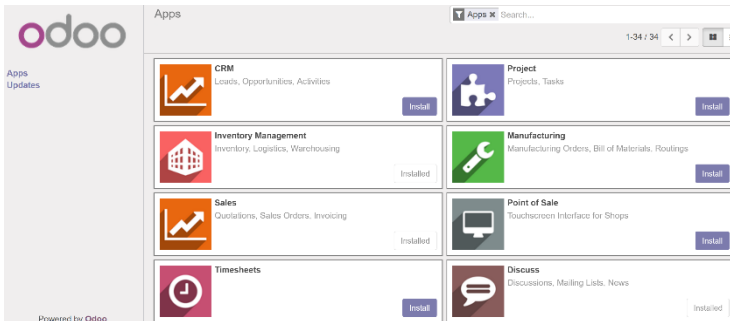 odoo
Apps
Updates
Powered by Odoo
Apps
Apps × Search...
1-34 / 34
CRM
Leads, Opportunities, Activities
Install
Project
Projects, Tasks
Install
Inventory Management
Inventory, Logistics, Warehousing
Installed
Manufacturing
Manufacturing Orders, Bill of Materials, Routings
Install
Sales
Quotations, Sales Orders, Invoicing
Installed
Point of Sale
Touchscreen Interface for Shops
Install
Timesheets
Install
Discuss
Discussions, Mailing Lists, News
Installed